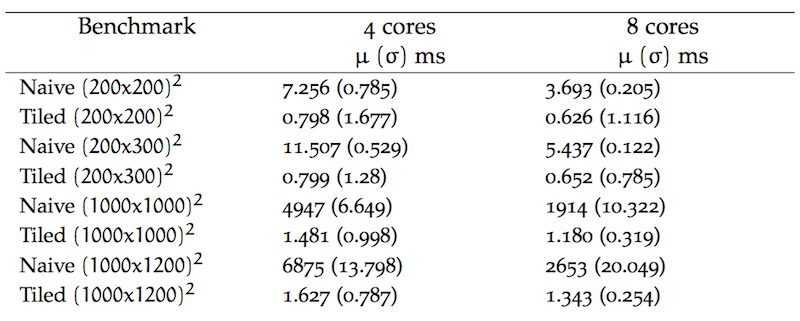 Benchmark 4 cores 8 cores
μ (σ) ms μ (σ) ms
Naive (200x200)² 7.256 (0.785) 3.693 (0.205)
Tiled (200x200)² 0.798 (1.677) 0.626 (1.116)
Naive (200x300)² 11.507 (0.529) 5.437 (0.122)
Tiled (200x300)² 0.799 (1.28) 0.652 (0.785)
Naive (1000x1000)² 4947 (6.649) 1914 (10.322)
Tiled (1000x1000)² 1.481 (0.998) 1.180 (0.319)
Naive (1000x1200)² 6875 (13.798) 2653 (20.049)
Tiled (1000x1200)² 1.627 (0.787) 1.343 (0.254)